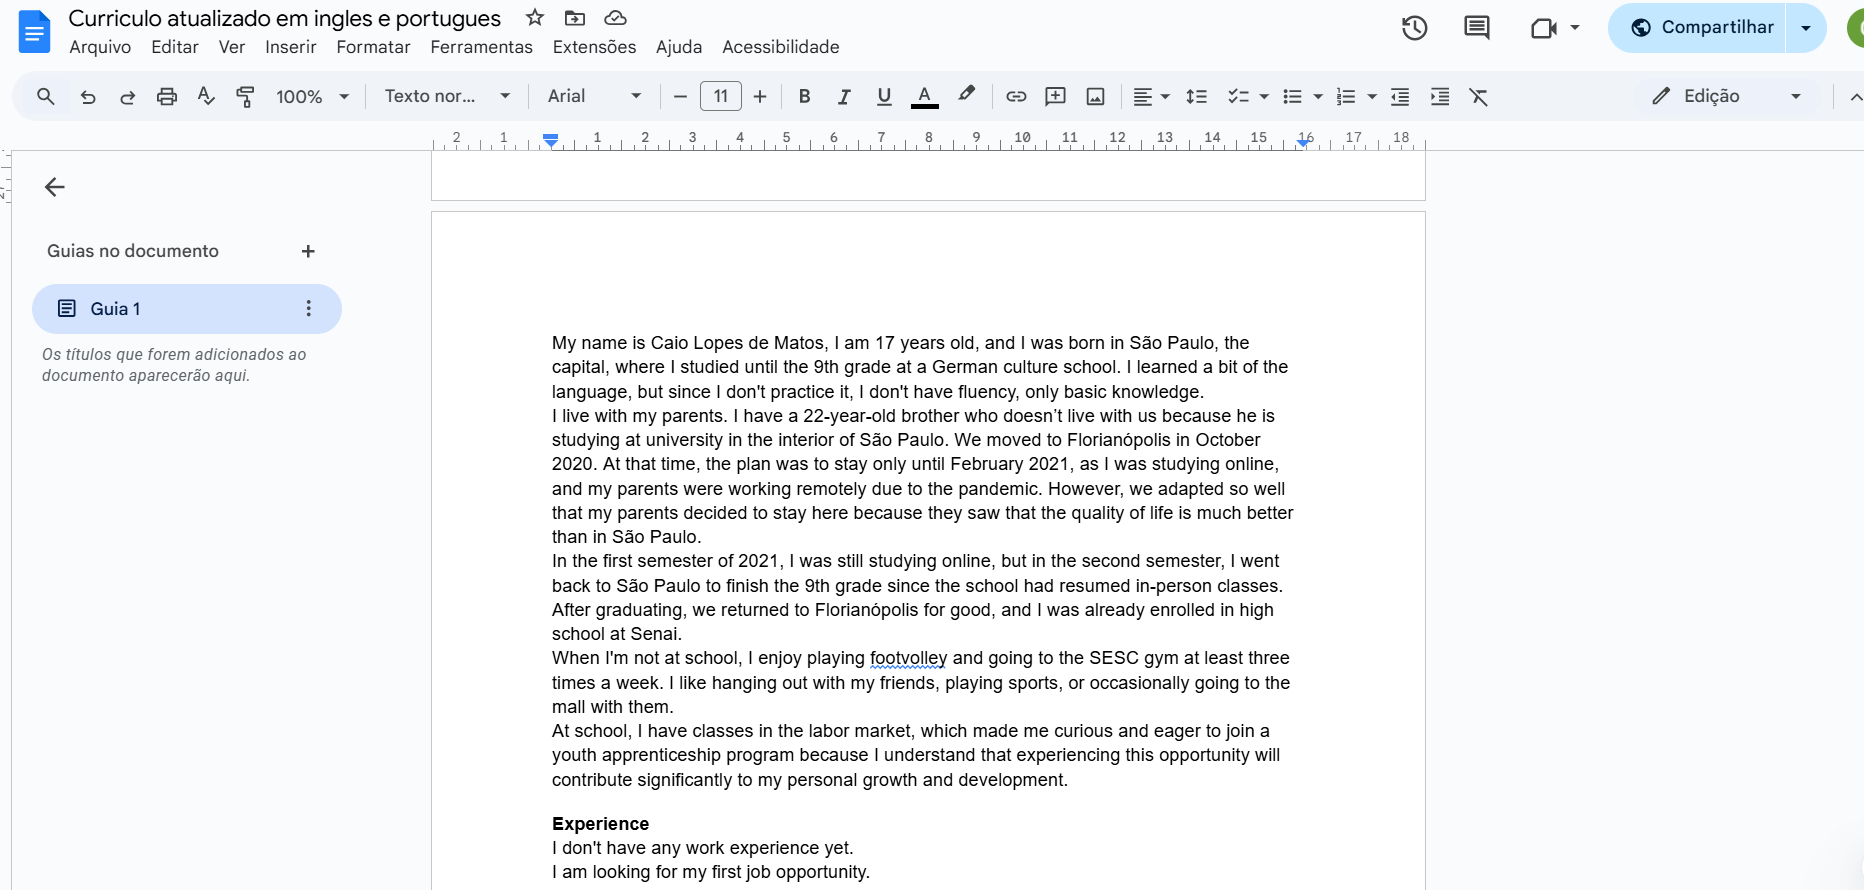 Curriculo atualizado em ingles e portugues
Arquivo Editar Ver Inserir Formatar Ferramentas Extensões Ajuda Acessibilidade
Compartilhar
100% Texto nor... Arial 11 Edição
2 1 1 2 3 4 5 6 7 8 9 10 11 12 13 14 15 16 17 18
Guias no documento
Guia 1
Os títulos que forem adicionados ao
documento aparecerão aqui.
My name is Caio Lopes de Matos, I am 17 years old, and I was born in São Paulo, the
capital, where I studied until the 9th grade at a German culture school. I learned a bit of the
language, but since I don't practice it, I don't have fluency, only basic knowledge.
I live with my parents. I have a 22-year-old brother who doesn’t live with us because he is
studying at university in the interior of São Paulo. We moved to Florianópolis in October
2020. At that time, the plan was to stay only until February 2021, as I was studying online,
and my parents were working remotely due to the pandemic. However, we adapted so well
that my parents decided to stay here because they saw that the quality of life is much better
than in São Paulo.
In the first semester of 2021, I was still studying online, but in the second semester, I went
back to São Paulo to finish the 9th grade since the school had resumed in-person classes.
After graduating, we returned to Florianópolis for good, and I was already enrolled in high
school at Senai.
When I'm not at school, I enjoy playing footvolley and going to the SESC gym at least three
times a week. I like hanging out with my friends, playing sports, or occasionally going to the
mall with them.
At school, I have classes in the labor market, which made me curious and eager to join a
youth apprenticeship program because I understand that experiencing this opportunity will
contribute significantly to my personal growth and development.
Experience
I don't have any work experience yet.
I am looking for my first job opportunity.